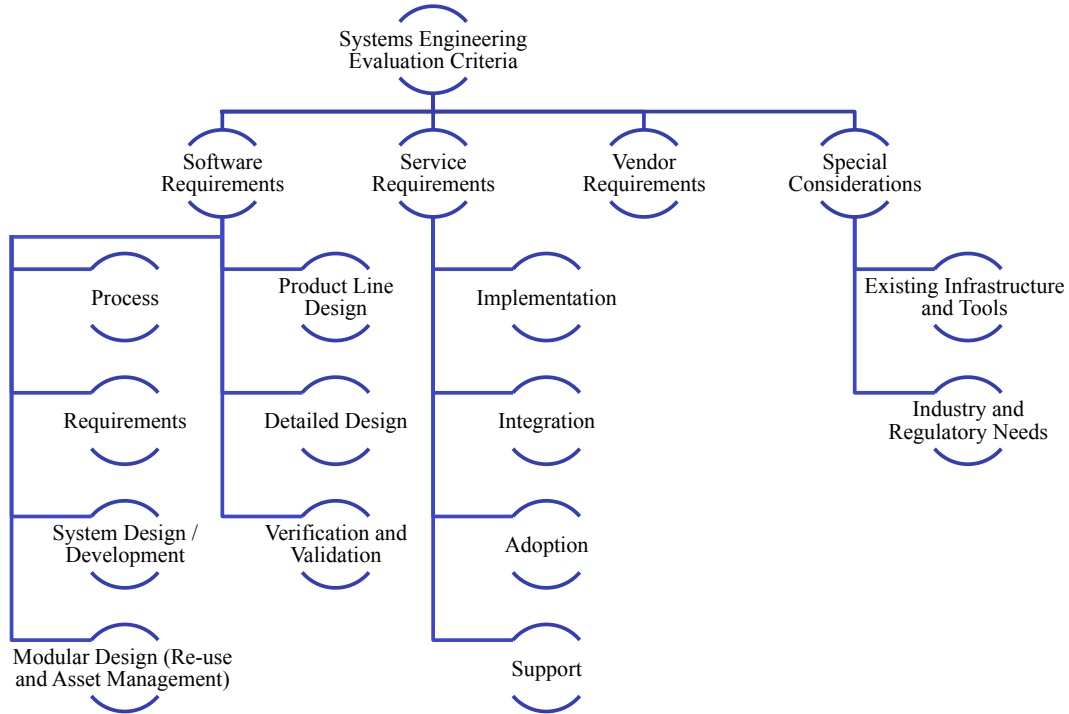 Systems Engineering
Evaluation Criteria
Software
Requirements
Service
Requirements
Vendor
Requirements
Special
Considerations
Process
Requirements
System Design /
Development
Modular Design (Re-use
and Asset Management)
Product Line
Design
Detailed Design
Verification and
Validation
Implementation
Integration
Adoption
Support
Existing Infrastructure
and Tools
Industry and
Regulatory Needs